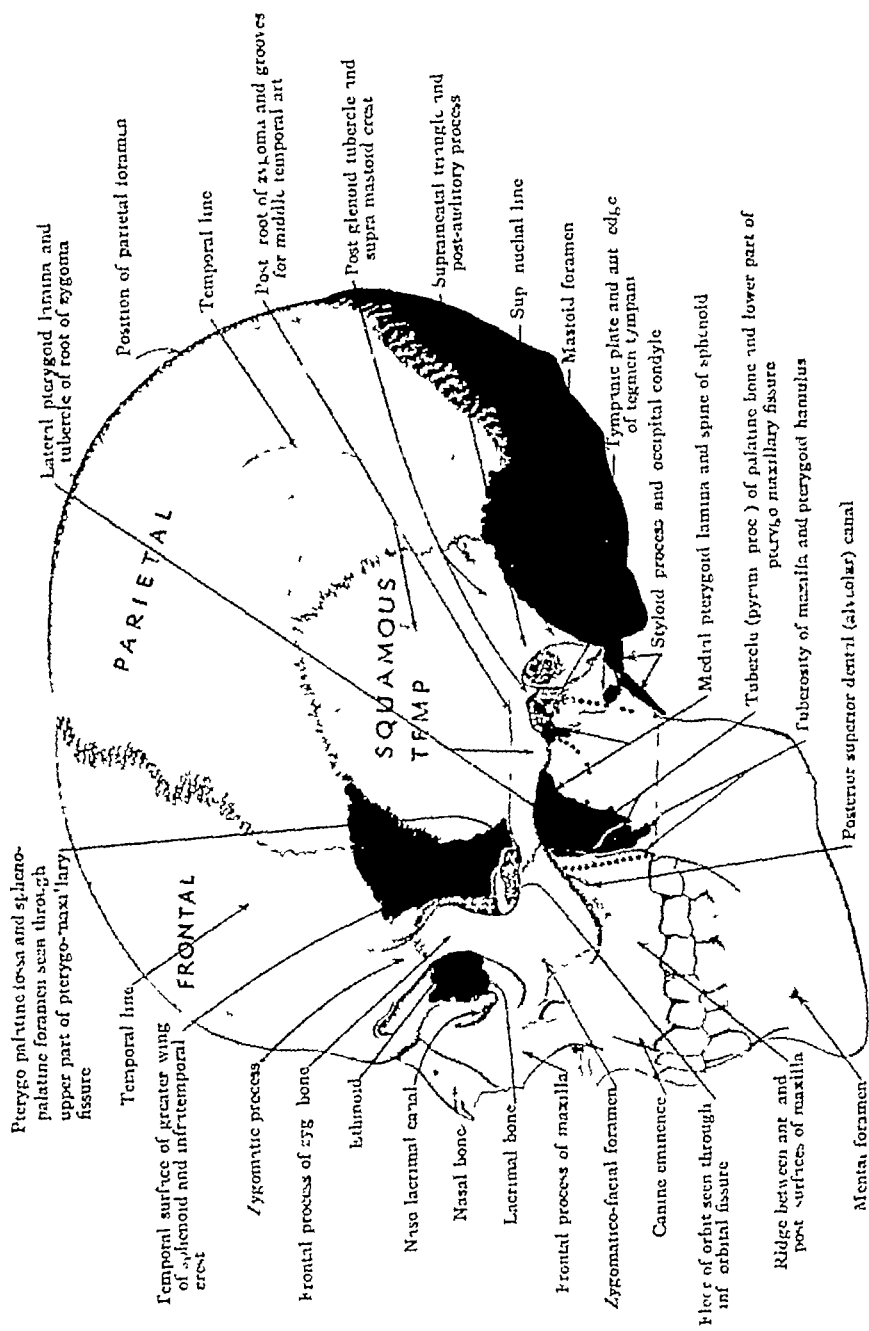 Pterygo palatine fossa and spheno-
palatine foramen seen through
upper part of pterygo-maxillary
fissure
Temporal line
Temporal surface of greater wing
of sphenoid and infratemporal
crest
Zygomatic process
Frontal process of zyg bone
Ethmoid
Naso lacrimal canal
Nasal bone
Lacrimal bone
Frontal process of maxilla
Zygomatico-facial foramen
Canine eminence
Floor of orbit seen through
inf orbital fissure
Ridge between ant and
post surfaces of maxilla
Mental foramen
FRONTAL
PARIETAL
SQUAMOUS
TEMP
Lateral pterygoid lamina and
tubercle of root of zygoma
Position of parietal foramen
Temporal line
Post root of zygoma and grooves
for middle temporal art
Post glenoid tubercle and
supra mastoid crest
Suprameatal triangle and
post-auditory process
Sup nuchal line
Mastoid foramen
Tympanic plate and ant edge
of tegmen tympani
Styloid process and occipital condyle
Medial pterygoid lamina and spine of sphenoid
Tubercle (pyram proc ) of palatine bone and lower part of
pterygo maxillary fissure
Tuberosity of maxilla and pterygoid hamulus
Posterior superior dental (alveolar) canal